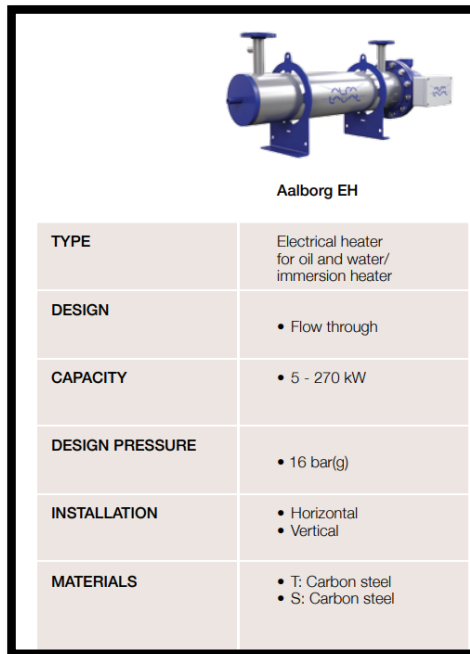 Aalborg EH
TYPE
Electrical heater
for oil and water/
immersion heater
DESIGN
• Flow through
CAPACITY
• 5 - 270 kW
DESIGN PRESSURE
• 16 bar(g)
INSTALLATION
• Horizontal
• Vertical
MATERIALS
• T: Carbon steel
• S: Carbon steel